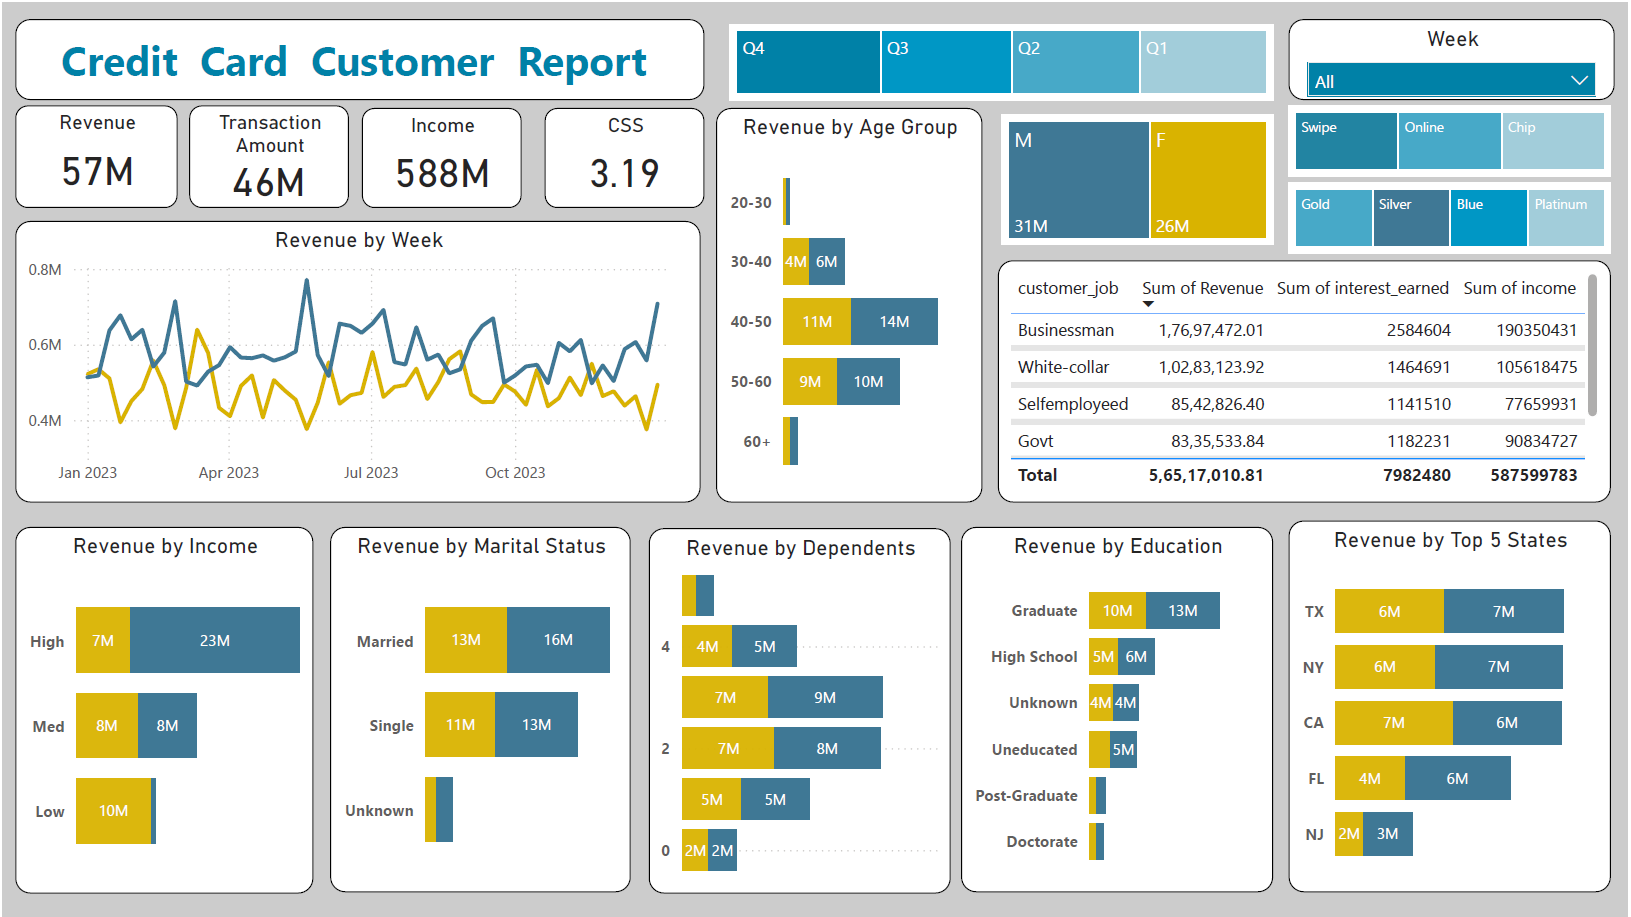 Credit Card Customer Report
Q4 Q3 Q2 Q1
Week
All
Revenue
57M
Transaction
Amount
46M
Income
588M
CSS
3.19
Revenue by Week
0.8M
0.6M
0.4M
Jan 2023 Apr 2023 Jul 2023 Oct 2023
Revenue by Age Group
20-30
30-40 4M 6M
40-50 11M 14M
50-60 9M 10M
60+
M F
31M 26M
Swipe Online Chip
Gold Silver Blue Platinum
customer_job Sum of Revenue Sum of interest_earned Sum of income
Businessman 1,76,97,472.01 2584604 190350431
White-collar 1,02,83,123.92 1464691 105618475
Selfemployeed 85,42,826.40 1141510 77659931
Govt 83,35,533.84 1182231 90834727
Total 5,65,17,010.81 7982480 587599783
Revenue by Income
High 7M 23M
Med 8M 8M
Low 10M
Revenue by Marital Status
Married 13M 16M
Single 11M 13M
Unknown
Revenue by Dependents
4 4M 5M
7M 9M
2 7M 8M
5M 5M
0 2M 2M
Revenue by Education
Graduate 10M 13M
High School 5M 6M
Unknown 4M 4M
Uneducated 5M
Post-Graduate
Doctorate
Revenue by Top 5 States
TX 6M 7M
NY 6M 7M
CA 7M 6M
FL 4M 6M
NJ 2M 3M